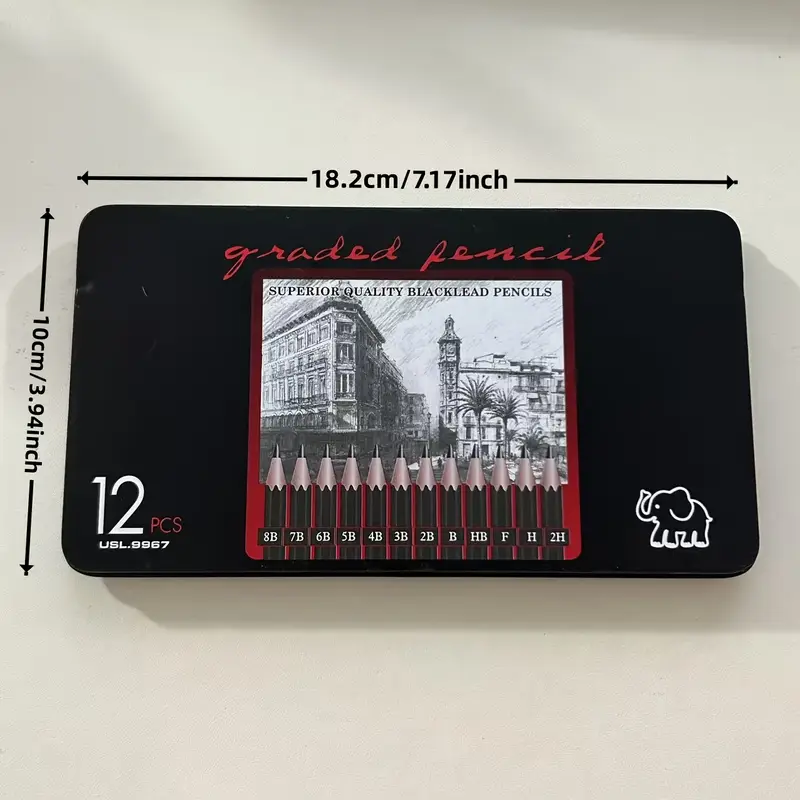 18.2cm/7.17inch
10cm/3.94inch
graded pencil
SUPERIOR QUALITY BLACKLEAD PENCILS
8B 7B 6B 5B 4B 3B 2B B HB F H 2H
12 PCS
USL.9967